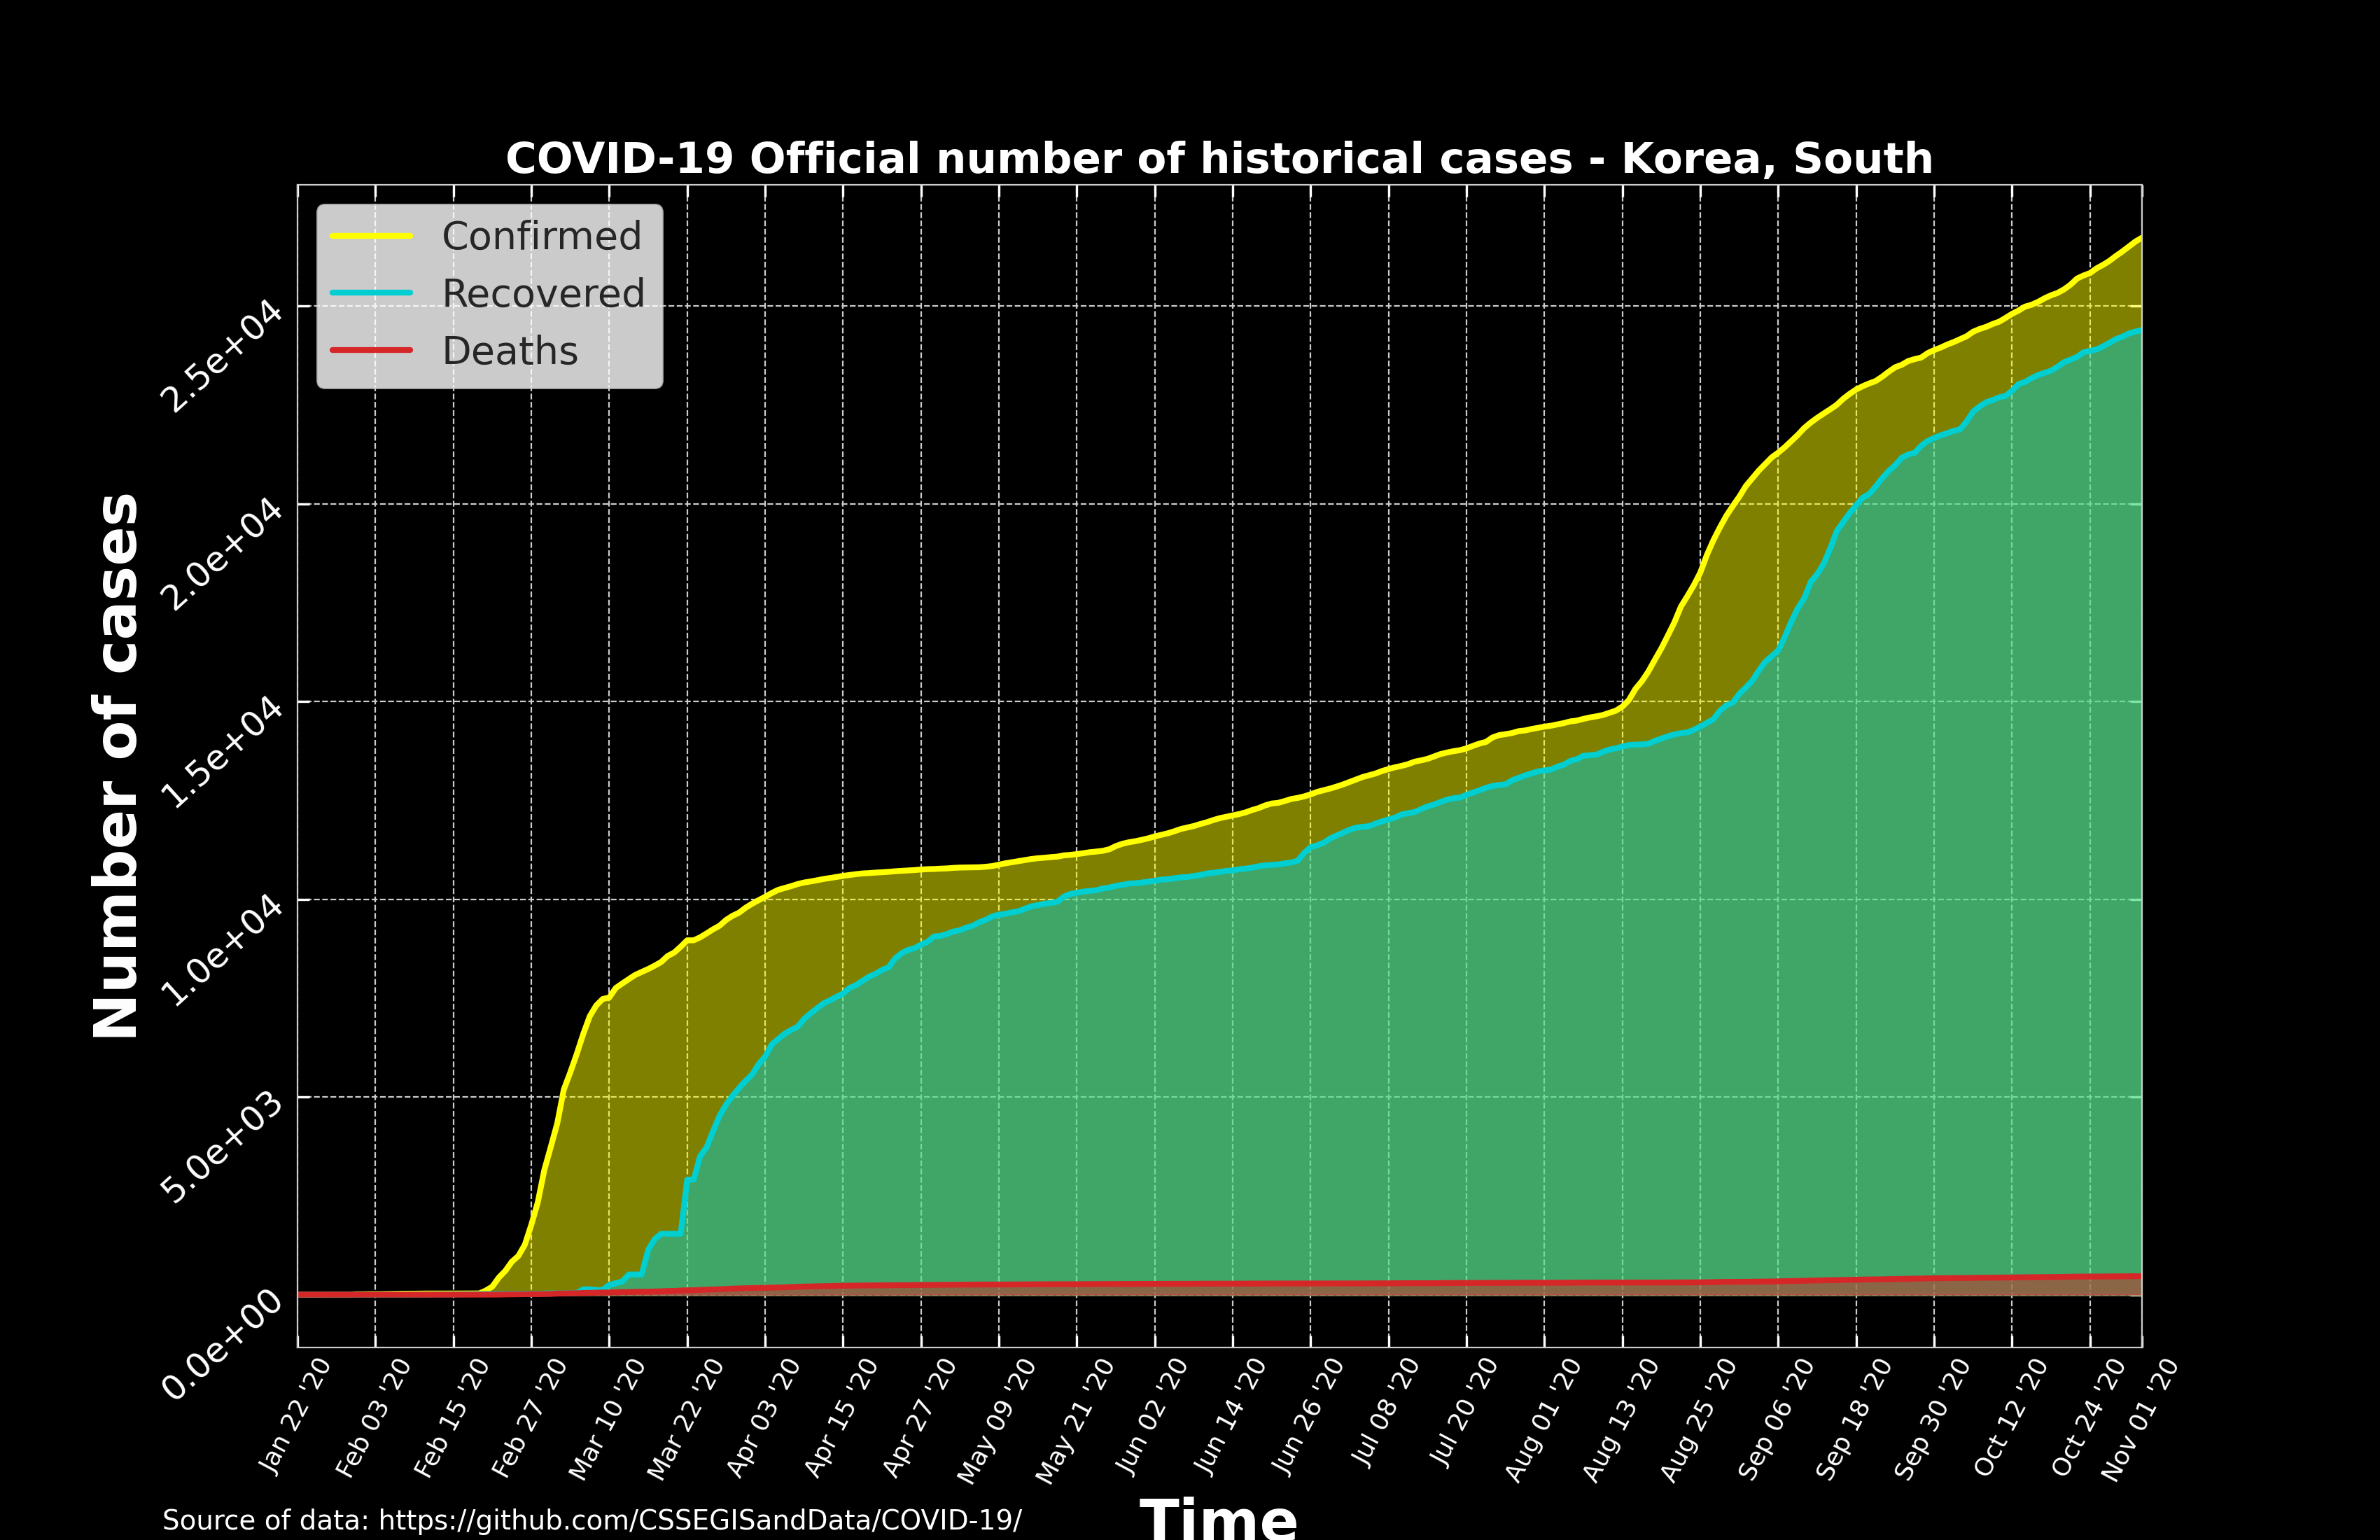 COVID-19 Official number of historical cases - Korea, South
Confirmed
Recovered
Deaths
Number of cases
2.5e+04
2.0e+04
1.5e+04
1.0e+04
5.0e+03
0.0e+00
Jan 22 '20
Feb 03 '20
Feb 15 '20
Feb 27 '20
Mar 10 '20
Mar 22 '20
Apr 03 '20
Apr 15 '20
Apr 27 '20
May 09 '20
May 21 '20
Jun 02 '20
Jun 14 '20
Jun 26 '20
Jul 08 '20
Jul 20 '20
Aug 01 '20
Aug 13 '20
Aug 25 '20
Sep 06 '20
Sep 18 '20
Sep 30 '20
Oct 12 '20
Oct 24 '20
Nov 01 '20
Time
Source of data: https://github.com/CSSEGISandData/COVID-19/